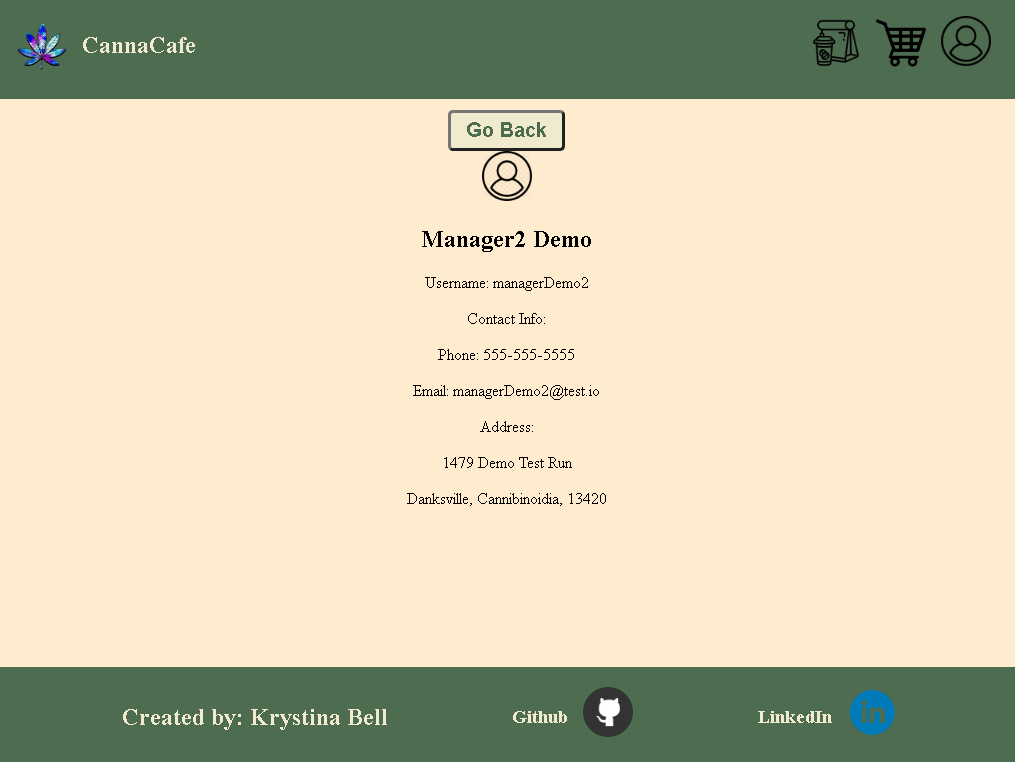 CannaCafe
Go Back
Manager2 Demo
Username: managerDemo2
Contact Info:
Phone: 555-555-5555
Email: managerDemo2@test.io
Address:
1479 Demo Test Run
Danksville, Cannibinoidia, 13420
Created by: Krystina Bell
Github
LinkedIn
in